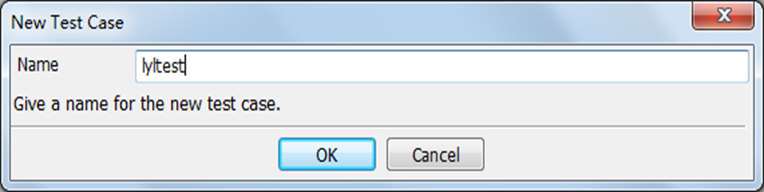 New Test Case
Name lyltest
Give a name for the new test case.
OK Cancel